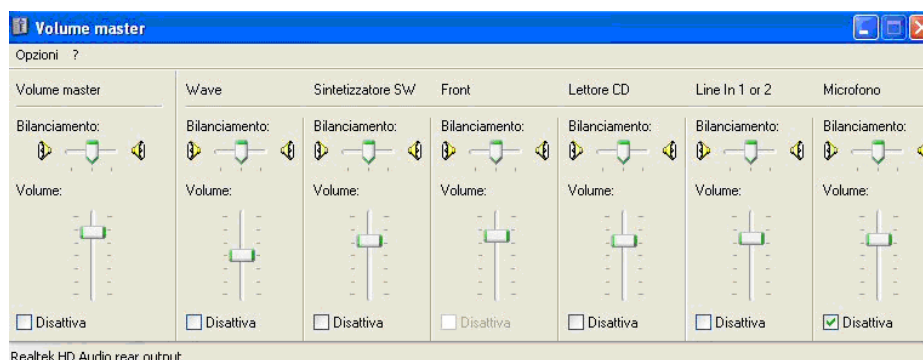 Volume master
Opzioni ?
Volume master Wave Sintetizzatore SW Front Lettore CD Line In 1 or 2 Microfono
Bilanciamento: Bilanciamento: Bilanciamento: Bilanciamento: Bilanciamento: Bilanciamento: Bilanciamento:
Volume: Volume: Volume: Volume: Volume: Volume: Volume:
Disattiva Disattiva Disattiva Disattiva Disattiva Disattiva Disattiva
Realtek HD Audio rear output